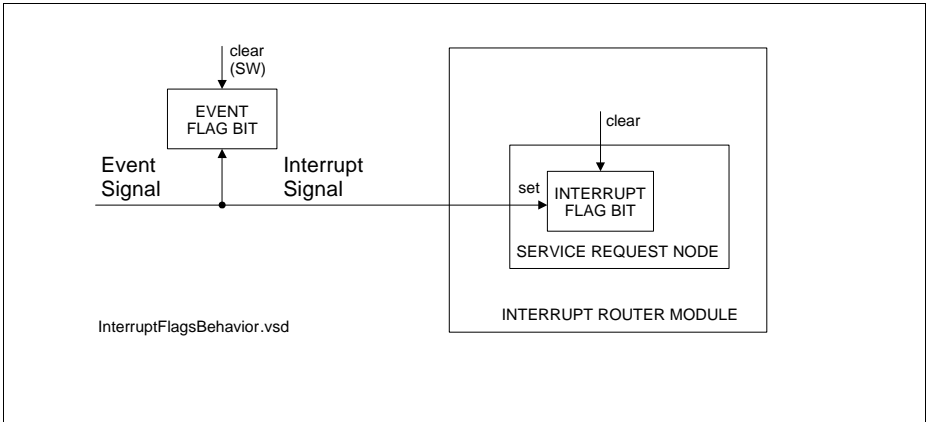 clear
(SW)
EVENT
FLAG BIT
Event
Signal
Interrupt
Signal
clear
set
INTERRUPT
FLAG BIT
SERVICE REQUEST NODE
INTERRUPT ROUTER MODULE
InterruptFlagsBehavior.vsd